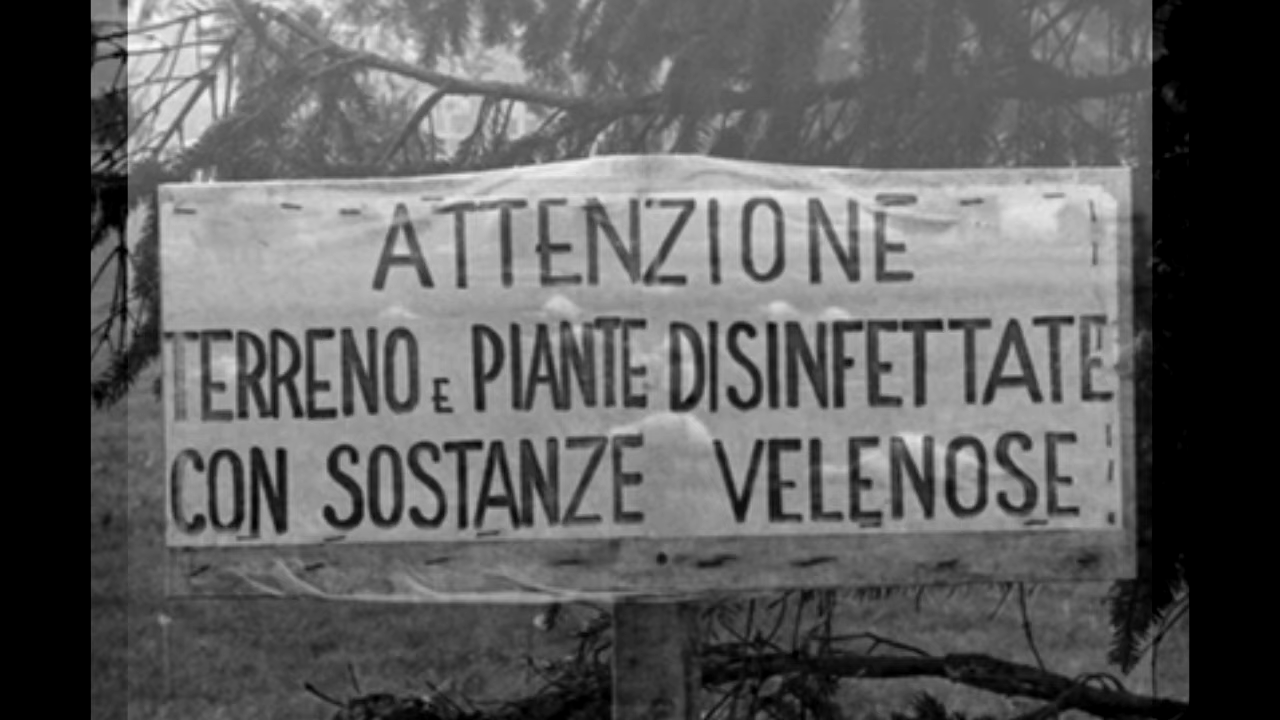 ATTENZIONE
TERRENO E PIANTE DISINFETTATE
CON SOSTANZE VELENOSE